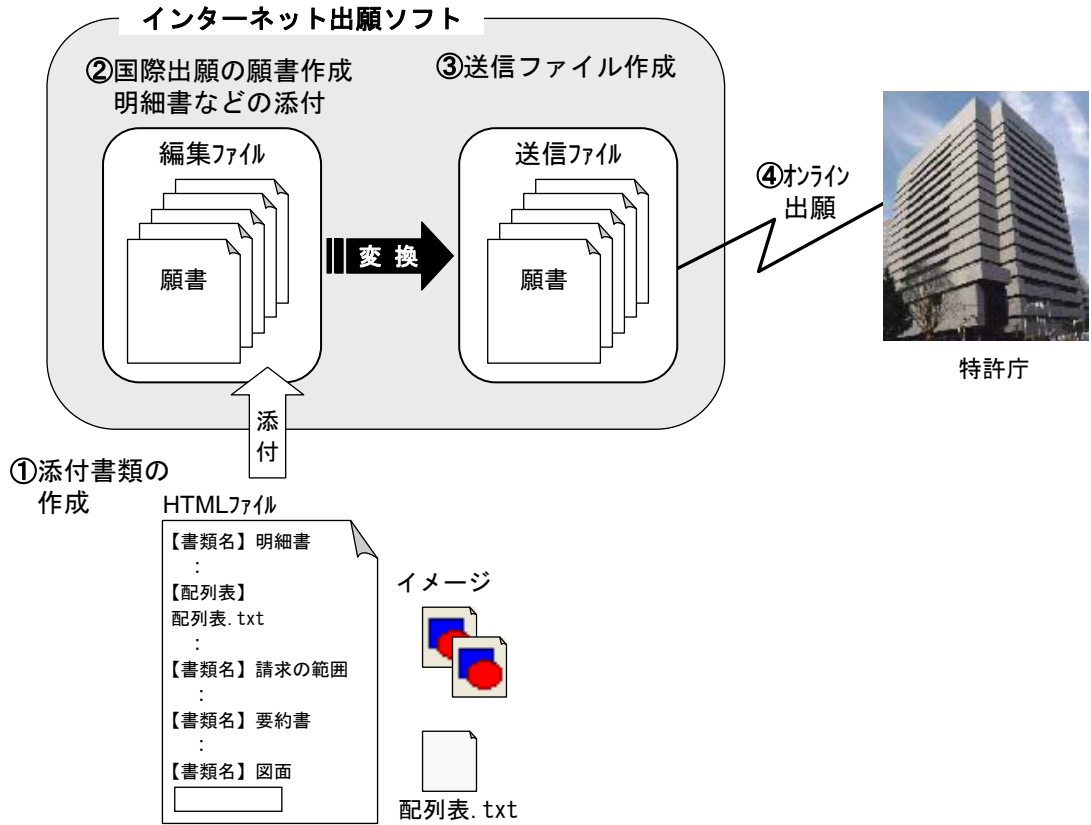 インターネット出願ソフト
②国際出願の願書作成
明細書などの添付
③送信ファイル作成
編集ファイル
願書
変換
送信ファイル
願書
④オンライン
出願
特許庁
添
付
①添付書類の
作成
HTMLファイル
【書類名】明細書
:
【配列表】
配列表.txt
:
【書類名】請求の範囲
:
【書類名】要約書
:
【書類名】図面
イメージ
配列表.txt